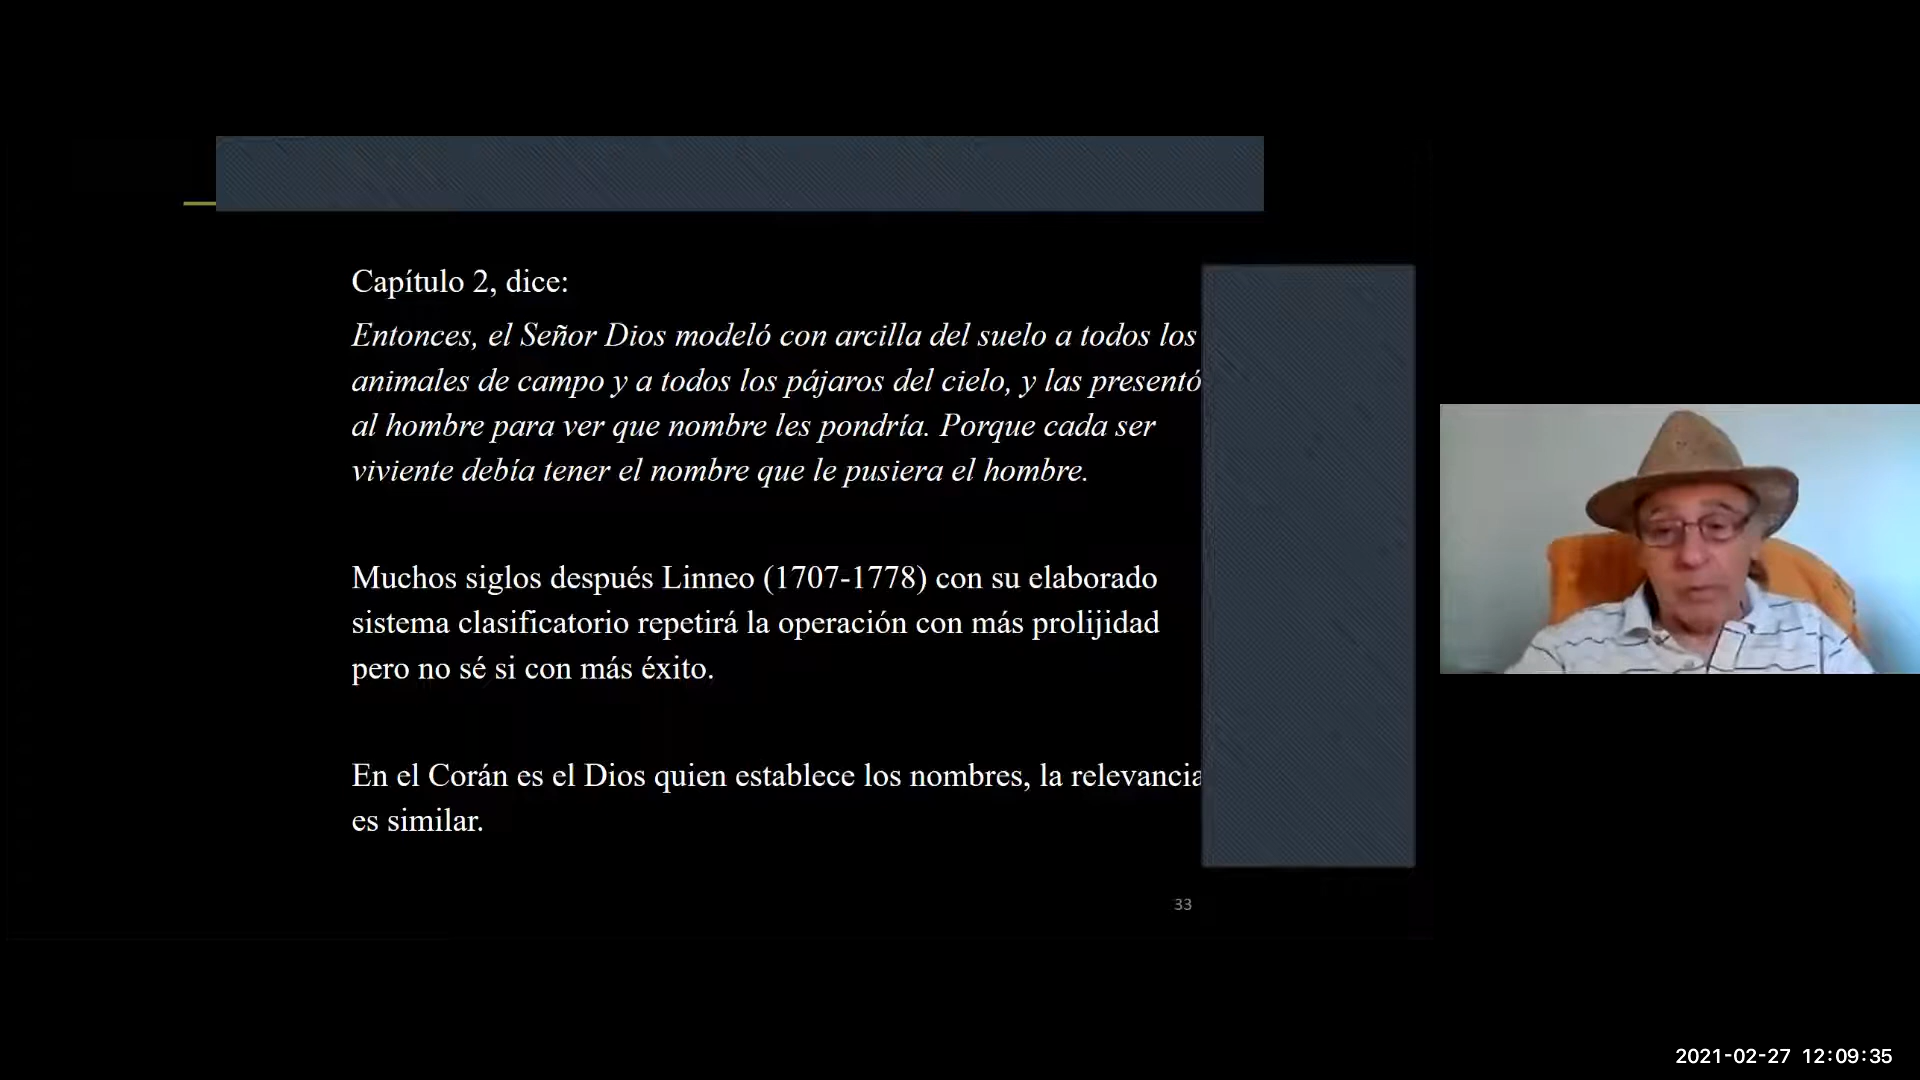 Capítulo 2, dice:
Entonces, el Señor Dios modeló con arcilla del suelo a todos los
animales de campo y a todos los pájaros del cielo, y las presentó
al hombre para ver que nombre les pondría. Porque cada ser
viviente debía tener el nombre que le pusiera el hombre.
Muchos siglos después Linneo (1707-1778) con su elaborado
sistema clasificatorio repetirá la operación con más prolijidad
pero no sé si con más éxito.
En el Corán es el Dios quien establece los nombres, la relevancia
es similar.
33
2021-02-27 12:09:35